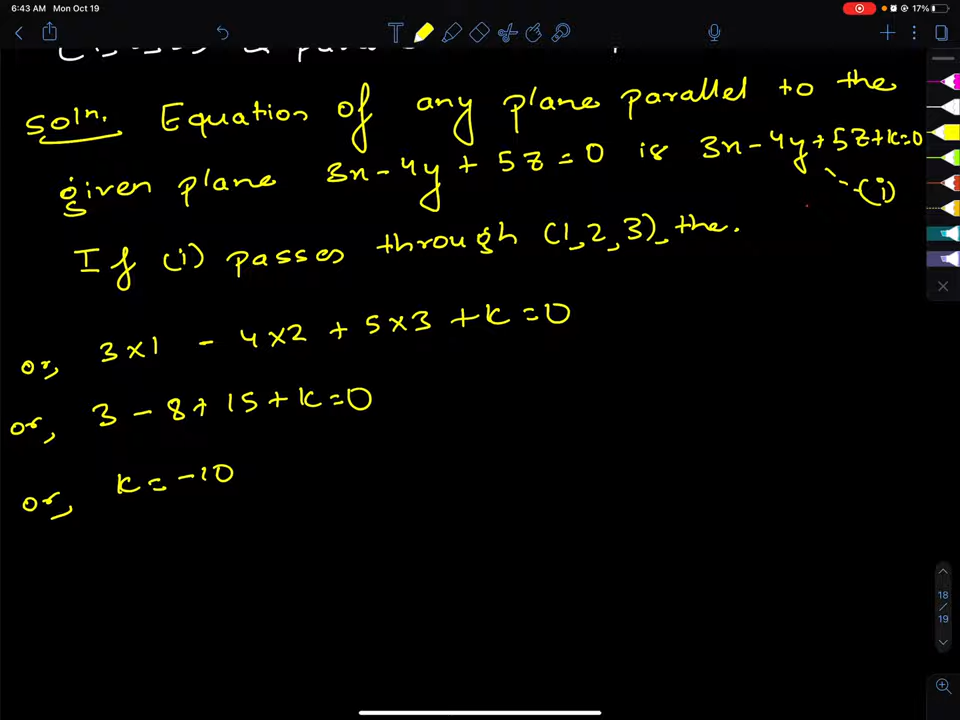 6:43 AM Mon Oct 19
17%
soln. Equation of any plane parallel to the
given plane 3x - 4y + 5z = 0 is 3x - 4y + 5z + k = 0
(i)
If (i) passes through (1, 2, 3), the.
or, 3×1 - 4×2 + 5×3 + k = 0
or, 3 - 8 + 15 + k = 0
or, k = -10
18
/
19